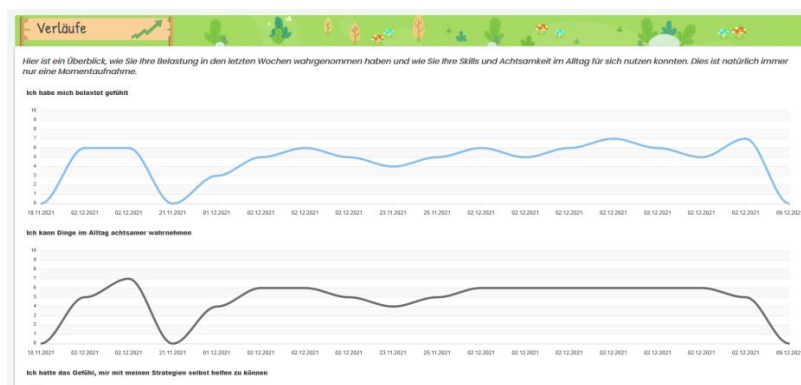 Verläufe
Hier ist ein Überblick, wie Sie Ihre Belastung in den letzten Wochen wahrgenommen haben und wie Sie Ihre Skills und Achtsamkeit im Alltag für sich nutzen konnten. Dies ist natürlich immer
nur eine Momentaufnahme.
Ich habe mich belastet gefühlt
10
9
8
7
6
5
4
3
2
1
0
18.11.2021 02.12.2021 02.12.2021 21.11.2021 01.12.2021 02.12.2021 02.12.2021 02.12.2021 23.11.2021 25.11.2021 02.12.2021 02.12.2021 02.12.2021 02.12.2021 02.12.2021 02.12.2021 02.12.2021 09.12.202
Ich kann Dinge im Alltag achtsamer wahrnehmen
10
9
8
7
6
5
4
3
2
1
0
18.11.2021 02.12.2021 02.12.2021 21.11.2021 01.12.2021 02.12.2021 02.12.2021 02.12.2021 23.11.2021 25.11.2021 02.12.2021 02.12.2021 02.12.2021 02.12.2021 02.12.2021 02.12.2021 02.12.2021 09.12.202
Ich hatte das Gefühl, mir mit meinen Strategien selbst helfen zu können